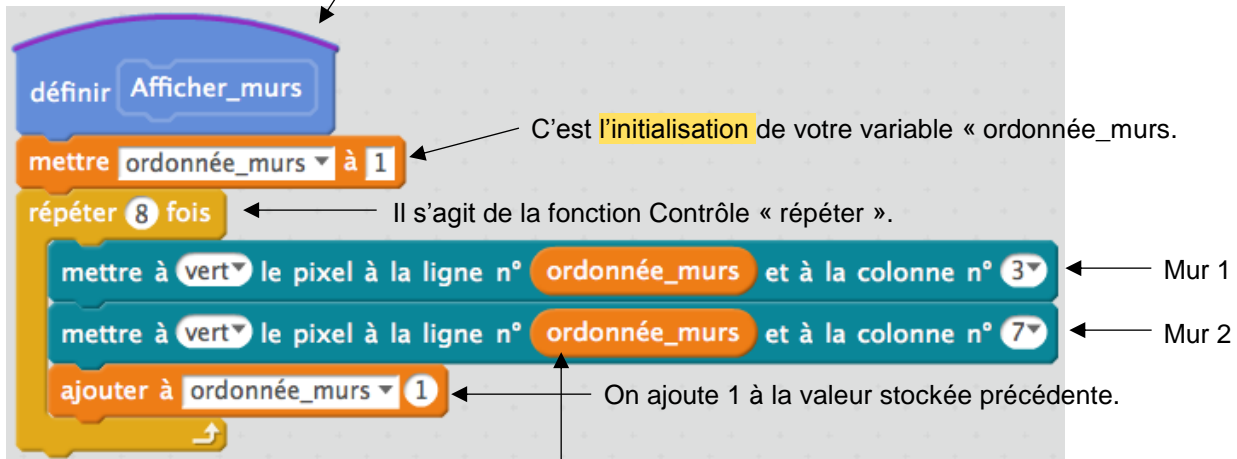 définir Afficher_murs
C’est l’initialisation de votre variable « ordonnée_murs.
mettre ordonnée_murs à 1
répéter 8 fois
Il s’agit de la fonction Contrôle « répéter ».
mettre à vert le pixel à la ligne n° ordonnée_murs et à la colonne n° 3
Mur 1
mettre à vert le pixel à la ligne n° ordonnée_murs et à la colonne n° 7
Mur 2
ajouter à ordonnée_murs 1
On ajoute 1 à la valeur stockée précédente.